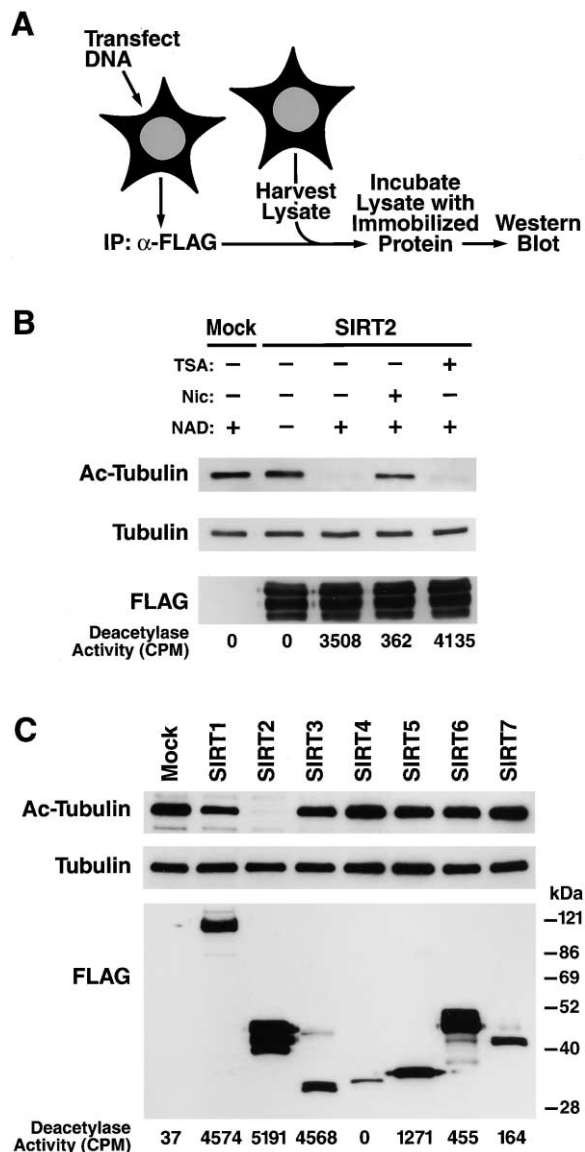 A
Transfect
DNA
Harvest
Lysate
Incubate
Lysate with
Immobilized
Protein
Western
Blot
IP: α-FLAG
B
Mock SIRT2
TSA: – – – – +
Nic: – – – + –
NAD: + – + + +
Ac-Tubulin
Tubulin
FLAG
Deacetylase
Activity (CPM) 0 0 3508 362 4135
C
Mock SIRT1 SIRT2 SIRT3 SIRT4 SIRT5 SIRT6 SIRT7
Ac-Tubulin
Tubulin
kDa
FLAG
–121
–86
–69
–52
–40
–28
Deacetylase
Activity (CPM) 37 4574 5191 4568 0 1271 455 164